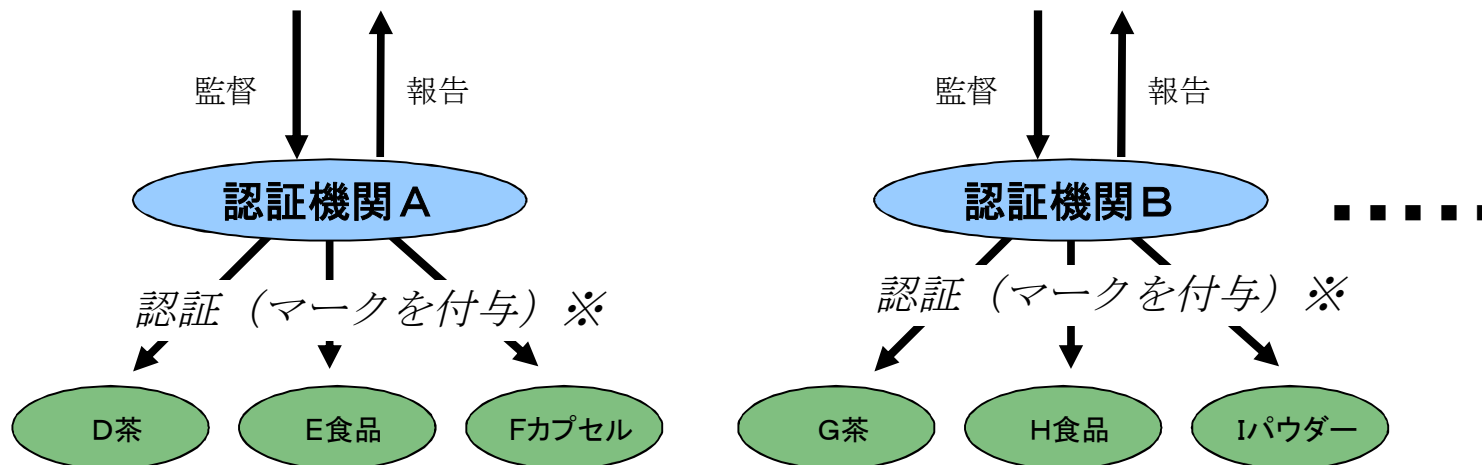 監督
報告
監督
報告
認証機関A
認証機関B
認証(マークを付与)※
認証(マークを付与)※
D茶
E食品
Fカプセル
G茶
H食品
Iパウダー